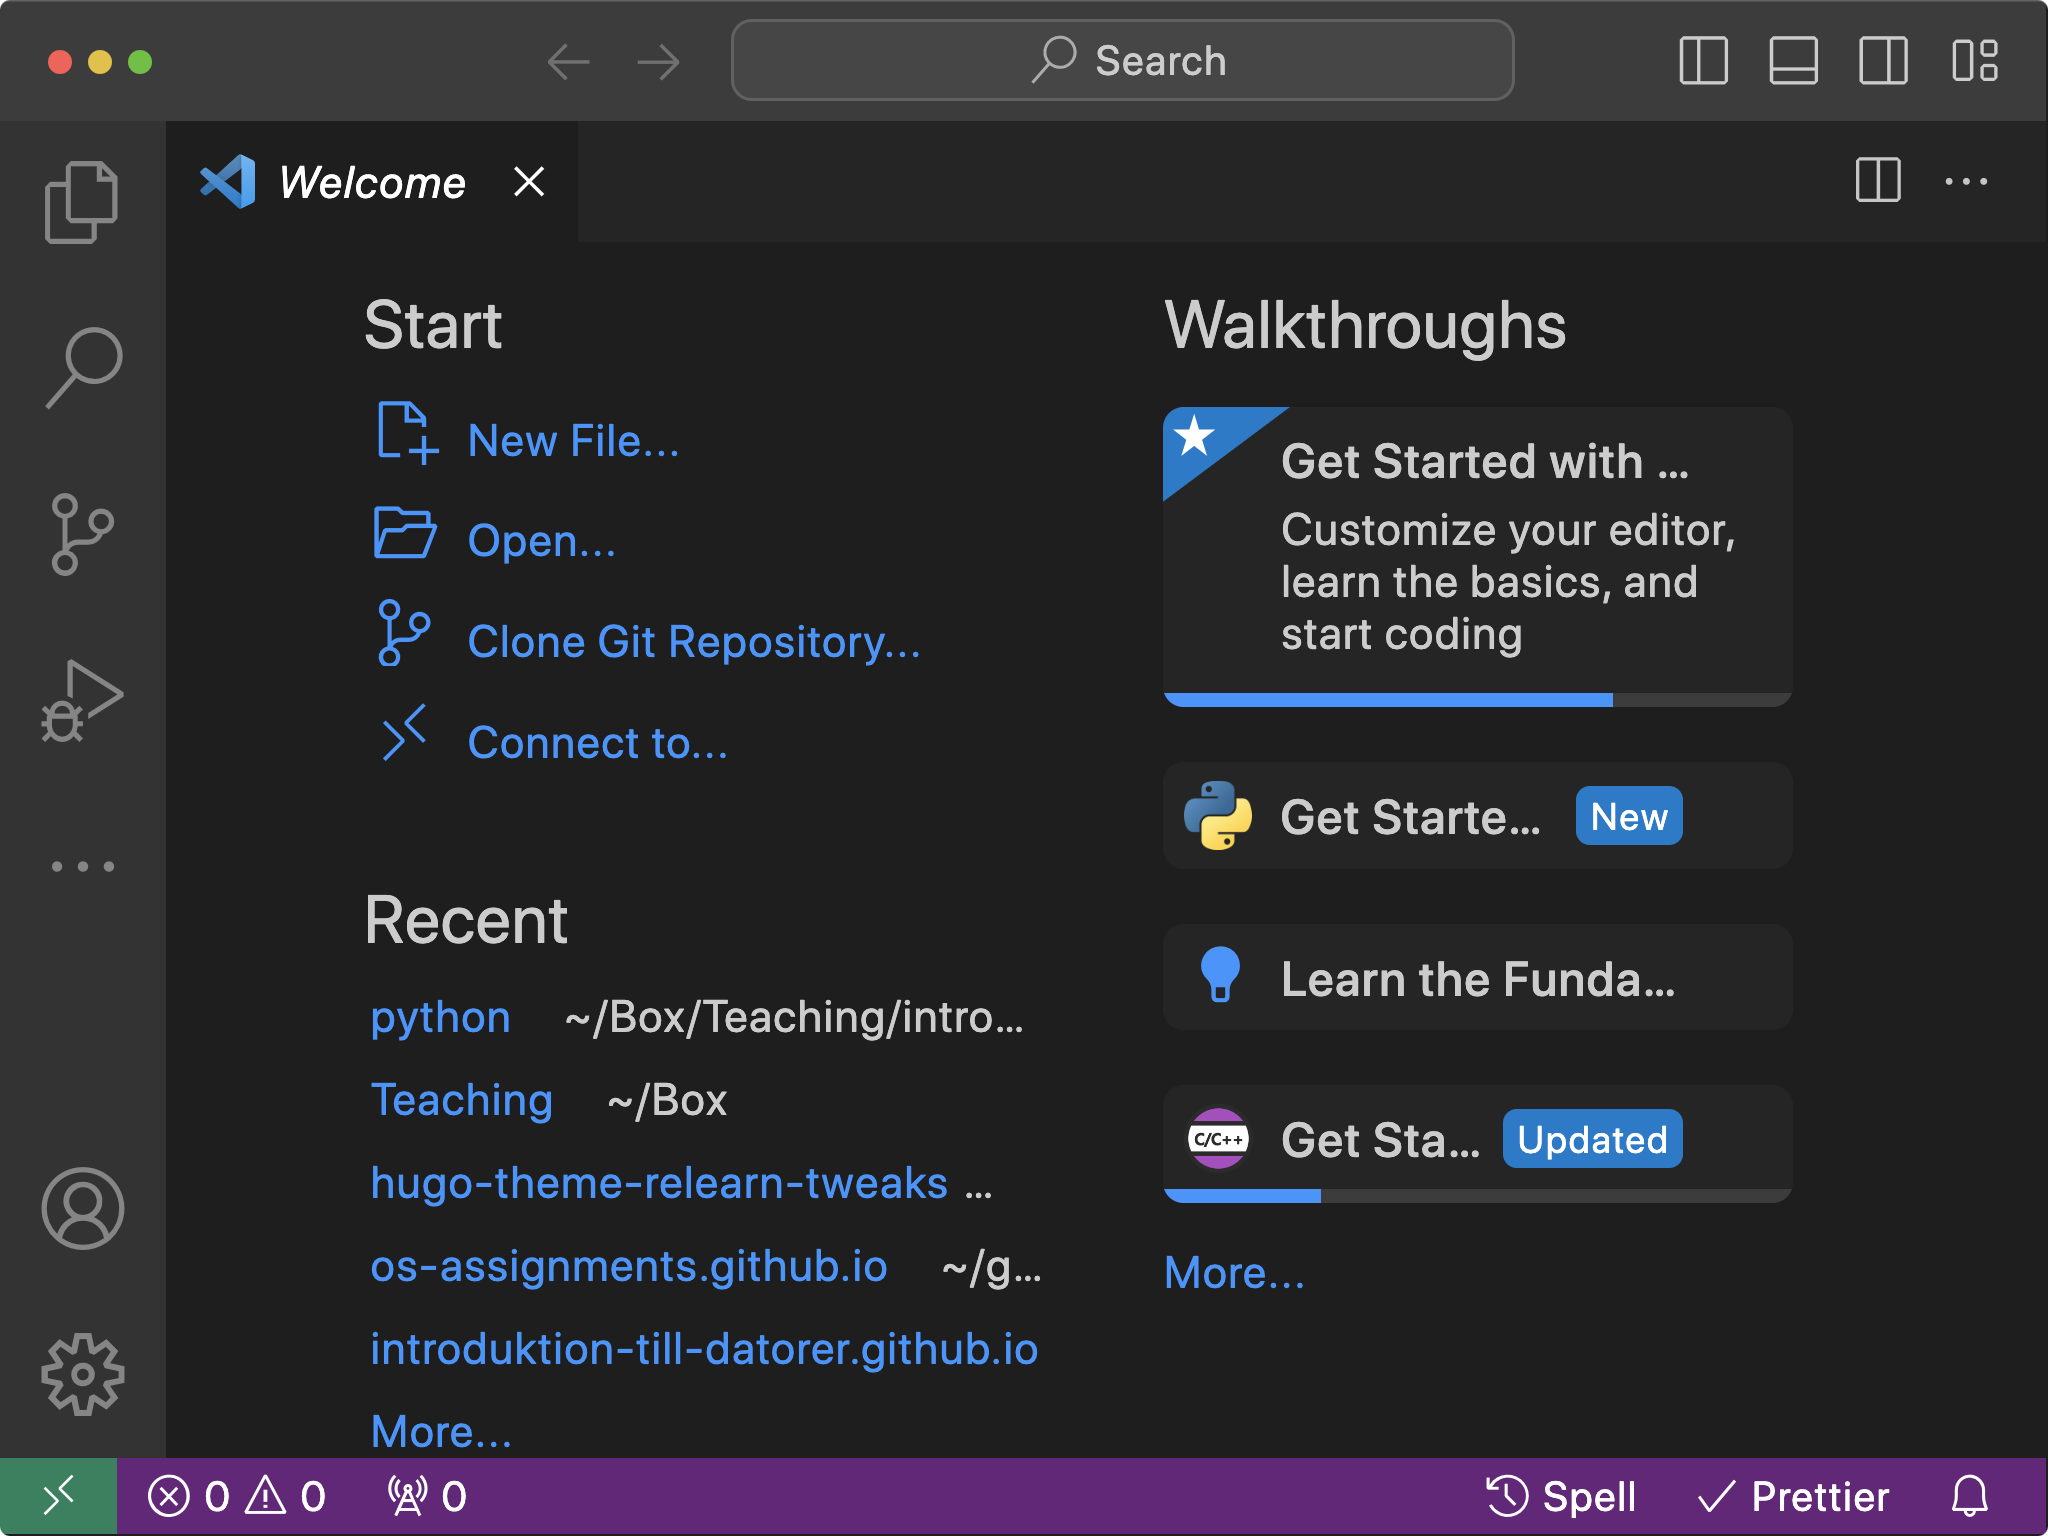 Search
Welcome
Start
New File...
Open...
Clone Git Repository...
Connect to...
Recent
python ~/Box/Teaching/intro...
Teaching ~/Box
hugo-theme-relearn-tweaks ...
os-assignments.github.io ~/g...
introduktion-till-datorer.github.io
More...
Walkthroughs
Get Started with ...
Customize your editor,
learn the basics, and
start coding
Get Starte... New
Learn the Funda...
C/C++ Get Sta... Updated
More...
0 0 0 Spell Prettier